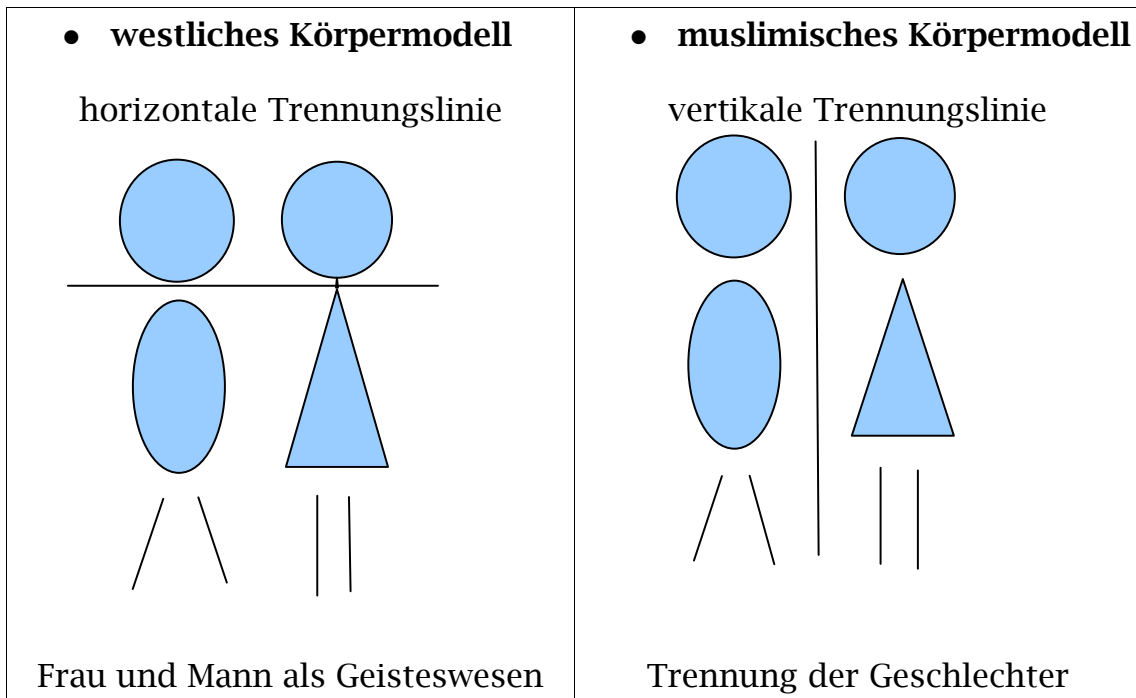 • westliches Körpermodell
horizontale Trennungslinie
Frau und Mann als Geisteswesen
• muslimisches Körpermodell
vertikale Trennungslinie
Trennung der Geschlechter